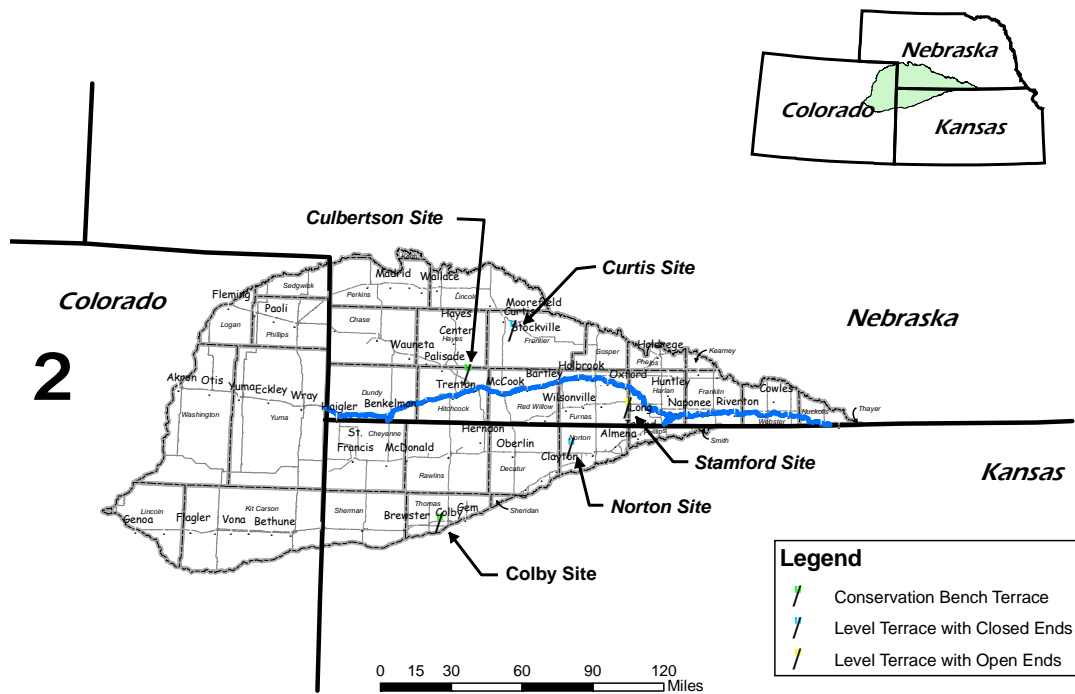 Nebraska
Colorado
Kansas
Culbertson Site
Curtis Site
Colorado
Nebraska
2
Madrid
Wallace
Sedgwick
Perkins
Lincoln
Fleming
Paoli
Moorefield
Curtis
Hayes
Center
Stockville
Logan
Phillips
Chase
Hayes
Frontier
Wauneta
Palisade
Gosper
Phelps
Holdrege
Kearney
Akron
Otis
Yuma
Eckley
Wray
Trenton
McCook
Bartley
Holbrook
Oxford
Huntley
Harlan
Franklin
Cowles
Washington
Yuma
Dundy
Haigler
Benkelman
Hitchcock
Red Willow
Wilsonville
Furnas
Long
Naponee
Riverton
Webster
Nuckolls
Thayer
St.
Francis
Cheyenne
McDonald
Herndon
Oberlin
Norton
Almena
Smith
Clayton
Rawlins
Decatur
Stamford Site
Kansas
Norton Site
Lincoln
Genoa
Flagler
Kit Carson
Vona
Bethune
Sherman
Thomas
Brewster
Colby
Gem
Sheridan
Colby Site
Legend
Conservation Bench Terrace
Level Terrace with Closed Ends
Level Terrace with Open Ends
0 15 30 60 90 120
Miles